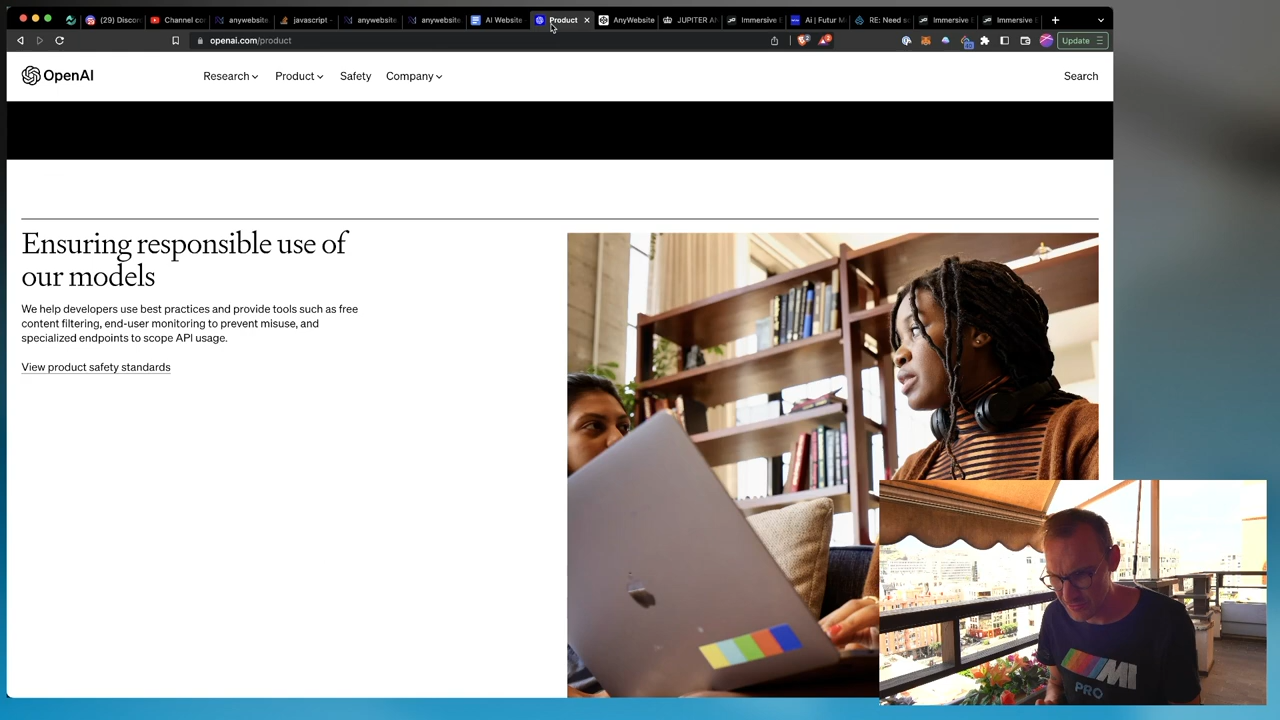 (29) Discor
Channel co
anywebsite
javascript -
anywebsite
anywebsite
AI Website
Product
AnyWebsite
JUPITER AI
Immersive
Ai | Futur M
RE: Need s
Immersive
Immersive
openai.com/product
Update
OpenAI
Research
Product
Safety
Company
Search
Ensuring responsible use of
our models
We help developers use best practices and provide tools such as free
content filtering, end-user monitoring to prevent misuse, and
specialized endpoints to scope API usage.
View product safety standards
M1
PRO